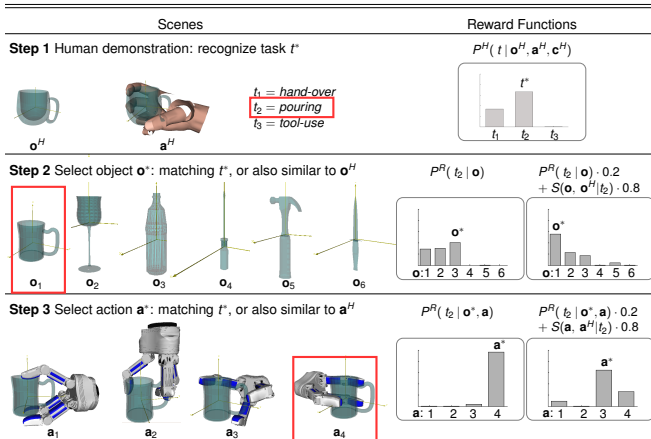 Scenes Reward Functions
Step 1 Human demonstration: recognize task t*
P^H( t | o^H, a^H, c^H)
t₁ = hand-over
t₂ = pouring
t₃ = tool-use
t*
o^H a^H
t₁ t₂ t₃
Step 2 Select object o*: matching t*, or also similar to o^H
P^R( t₂ | o)
P^R( t₂ | o) · 0.2
+ S(o, o^H|t₂) · 0.8
o*
o*
o₁ o₂ o₃ o₄ o₅ o₆
o: 1 2 3 4 5 6
o: 1 2 3 4 5 6
Step 3 Select action a*: matching t*, or also similar to a^H
P^R( t₂ | o*, a)
P^R( t₂ | o*, a) · 0.2
+ S(a, a^H|t₂) · 0.8
a*
a*
a₁ a₂ a₃ a₄
a: 1 2 3 4
a: 1 2 3 4